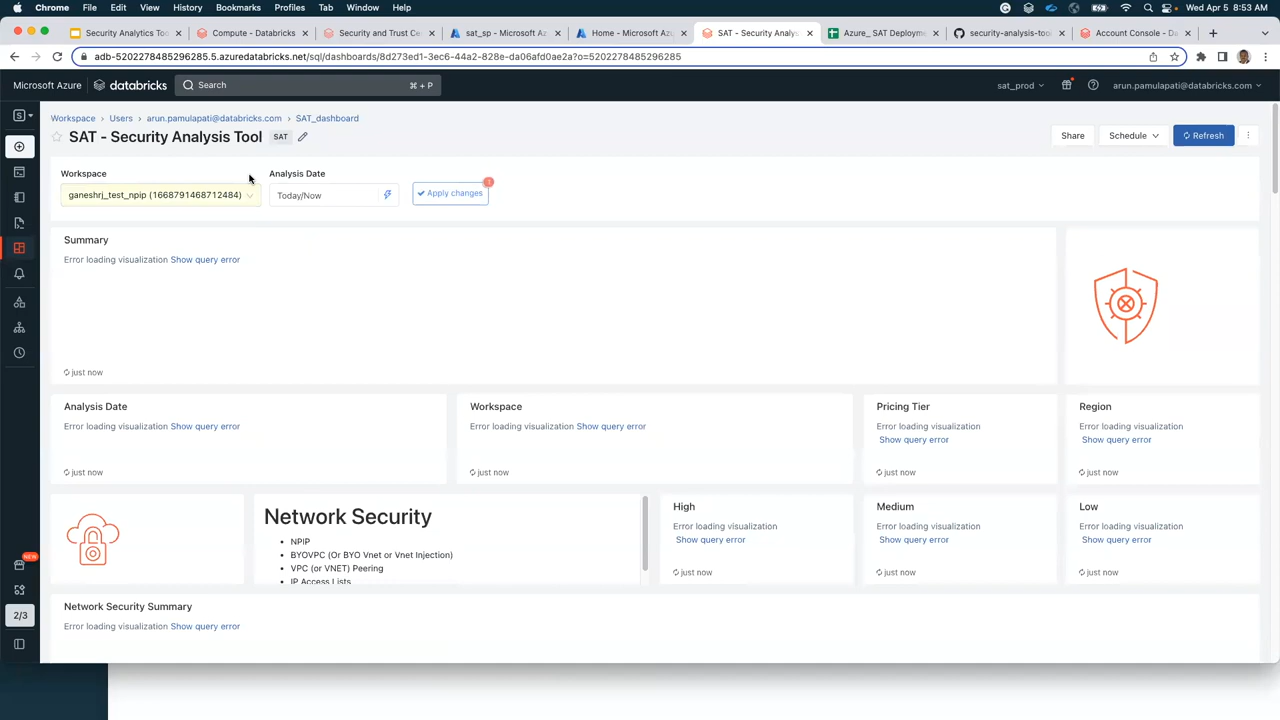 Chrome File Edit View History Bookmarks Profiles Tab Window Help Wed Apr 5 8:53 AM
Security Analytics Too Compute - Databricks Security and Trust Ce sat_sp - Microsoft Az Home - Microsoft Az SAT - Security Analys Azure_ SAT Deployme security-analysis-too Account Console - Da
adb-5202278485296285.5.azuredatabricks.net/sql/dashboards/8d273ed1-3ec6-44a2-828e-da06afd0ae2a?o=5202278485296285
Microsoft Azure databricks Search ⌘ + P sat_prod arun.pamulapati@databricks.com
Workspace > Users > arun.pamulapati@databricks.com > SAT_dashboard
SAT - Security Analysis Tool SAT
Share Schedule Refresh
Workspace Analysis Date
ganeshrj_test_npip (1668791468712484) Today/Now Apply changes
Summary
Error loading visualization Show query error
just now
Analysis Date
Error loading visualization Show query error
just now
Workspace
Error loading visualization Show query error
just now
Pricing Tier
Error loading visualization
Show query error
just now
Region
Error loading visualization
Show query error
just now
Network Security
• NPIP
• BYOVPC (Or BYO Vnet or Vnet Injection)
• VPC (or VNET) Peering
• IP Access Lists
High
Error loading visualization
Show query error
just now
Medium
Error loading visualization
Show query error
just now
Low
Error loading visualization
Show query error
just now
Network Security Summary
Error loading visualization Show query error
NEW
2/3